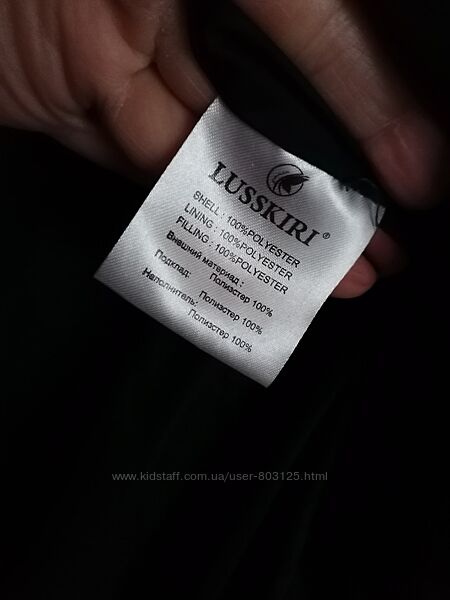 LUSSKIRI ®
SHELL : 100%POLYESTER
LINING : 100%POLYESTER
FILLING : 100%POLYESTER
Внешний материал :
Полиэстер 100%
Подклад:
Полиэстер 100%
Наполнитель:
Полиэстер 100%
www.kidstaff.com.ua/user-803125.html